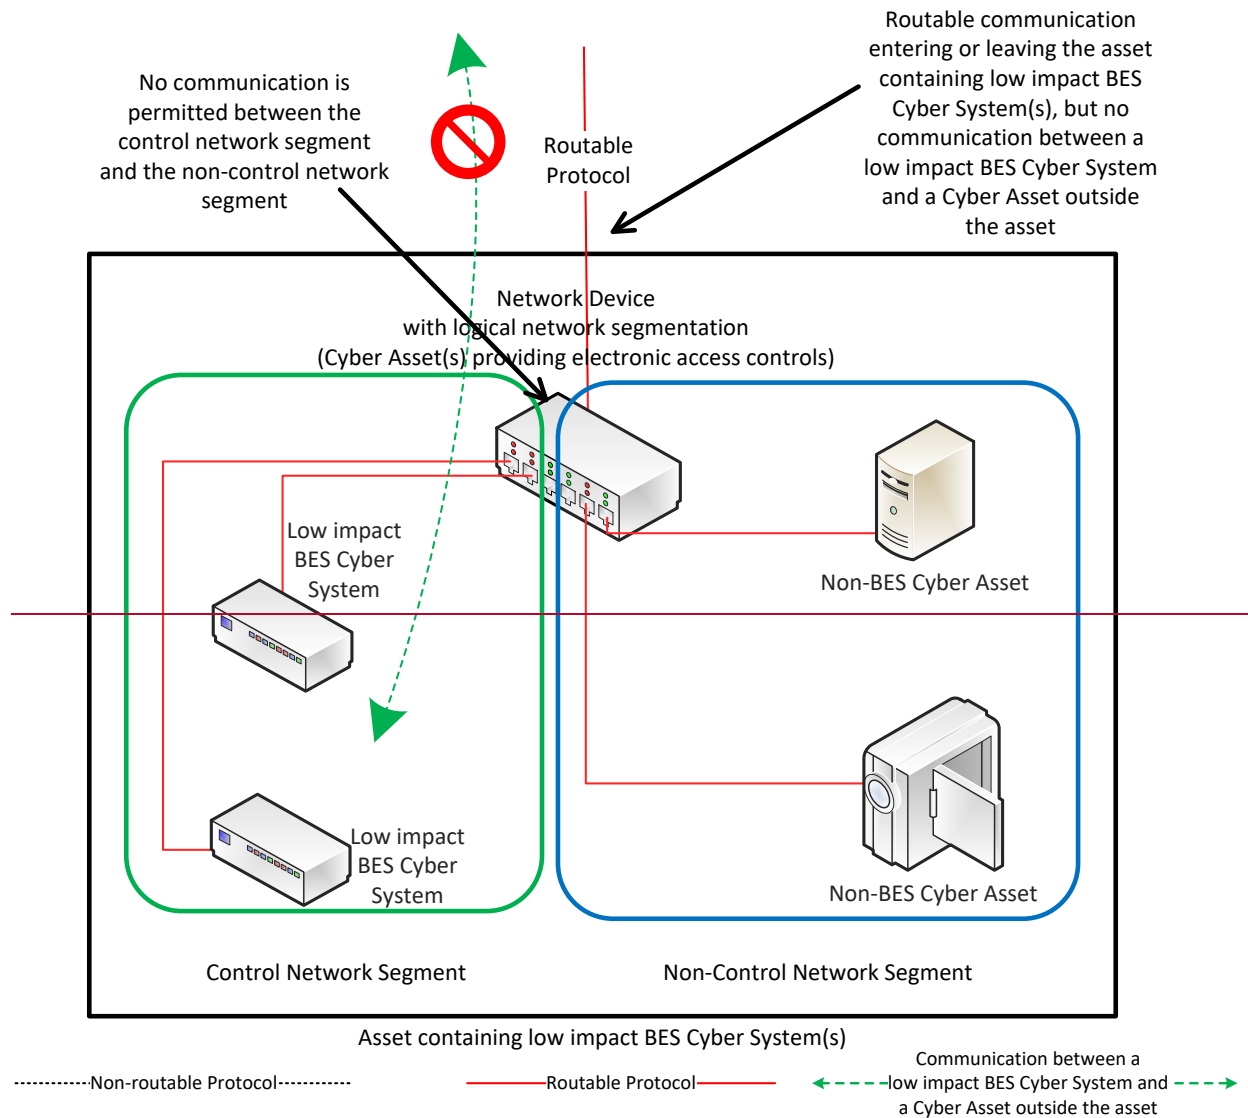 No communication is
permitted between the
control network segment
and the non-control network
segment
Routable
Protocol
Routable communication
entering or leaving the asset
containing low impact BES
Cyber System(s), but no
communication between a
low impact BES Cyber System
and a Cyber Asset outside
the asset
Network Device
with logical network segmentation
(Cyber Asset(s) providing electronic access controls)
Low impact
BES Cyber
System
Non-BES Cyber Asset
Low impact
BES Cyber
System
Non-BES Cyber Asset
Control Network Segment
Non-Control Network Segment
Asset containing low impact BES Cyber System(s)
Non-routable Protocol
Routable Protocol
Communication between a
low impact BES Cyber System and
a Cyber Asset outside the asset